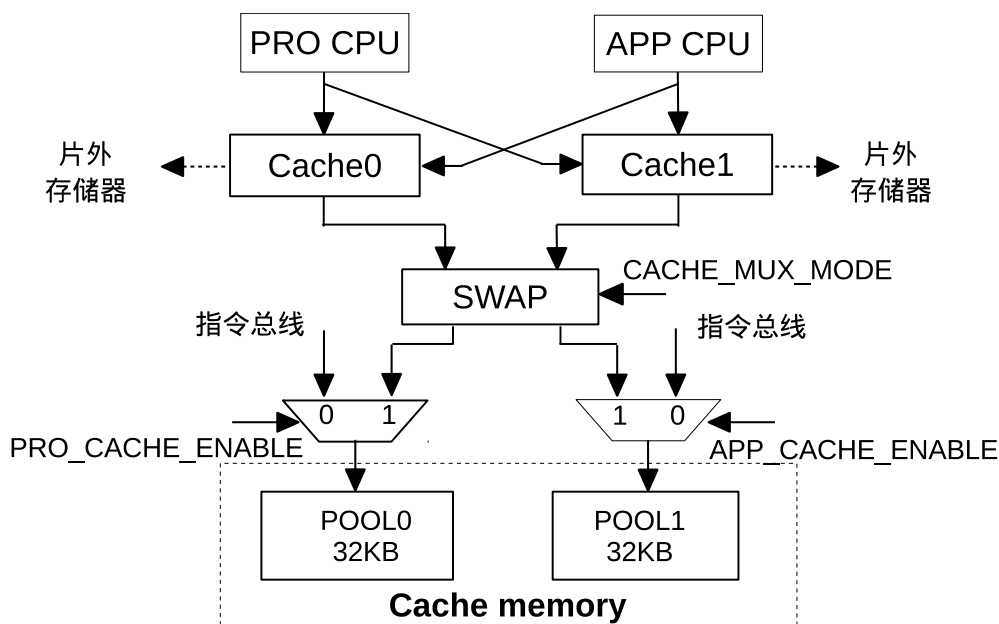 PRO CPU
APP CPU
片外
存储器
Cache0
Cache1
片外
存储器
CACHE_MUX_MODE
SWAP
指令总线
指令总线
0 1
1 0
PRO_CACHE_ENABLE
APP_CACHE_ENABLE
POOL0
32KB
POOL1
32KB
Cache memory